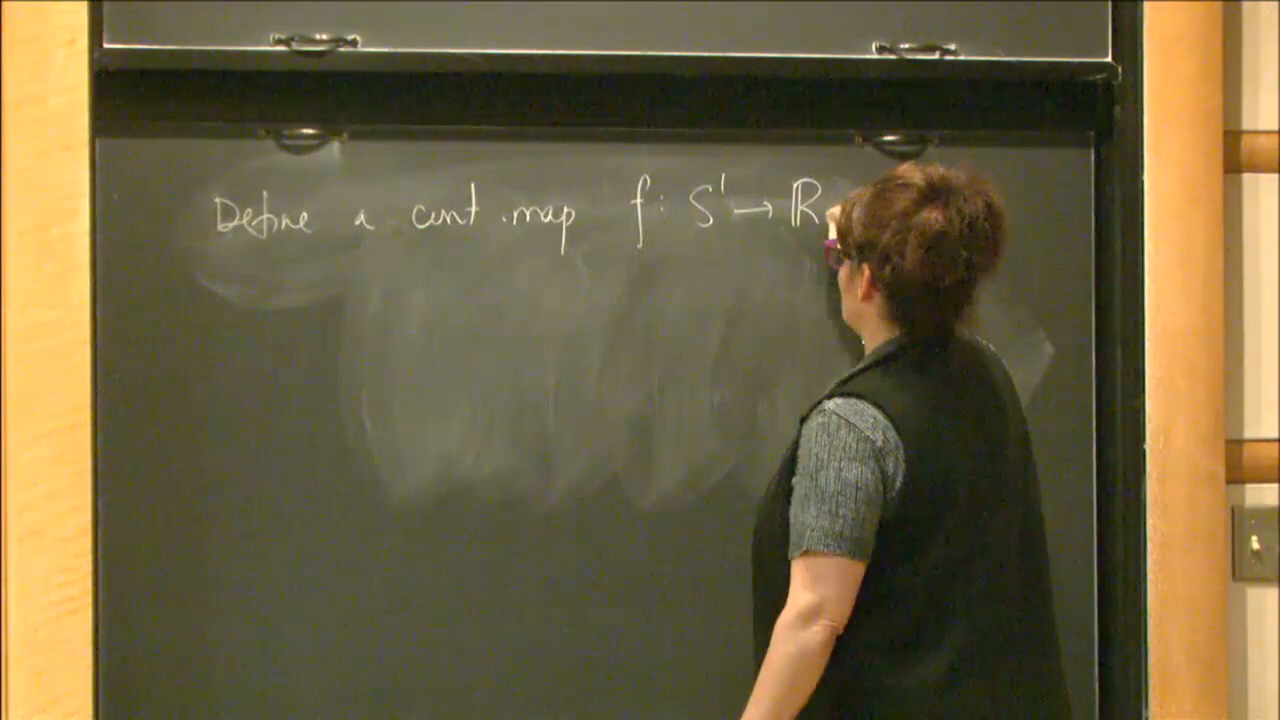 Define a cont. map f: S¹ → ℝ